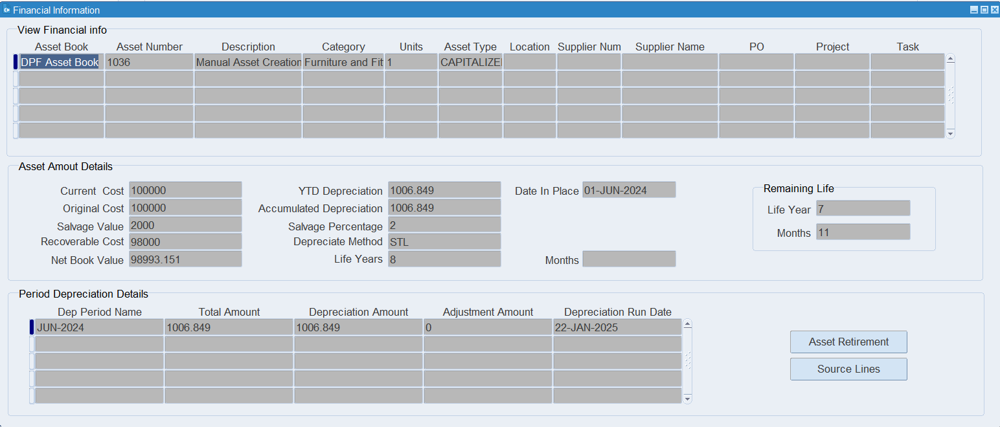 Financial Information
View Financial info
Asset Book Asset Number Description Category Units Asset Type Location Supplier Num Supplier Name PO Project Task
DPF Asset Book 1036 Manual Asset Creation Furniture and Fit 1 CAPITALIZE
Asset Amout Details
Current Cost 100000 YTD Depreciation 1006.849 Date In Place 01-JUN-2024 Remaining Life
Original Cost 100000 Accumulated Depreciation 1006.849 Life Year 7
Salvage Value 2000 Salvage Percentage 2 Months 11
Recoverable Cost 98000 Depreciate Method STL
Net Book Value 98993.151 Life Years 8 Months
Period Depreciation Details
Dep Period Name Total Amount Depreciation Amount Adjustment Amount Depreciation Run Date
JUN-2024 1006.849 1006.849 0 22-JAN-2025
Asset Retirement
Source Lines